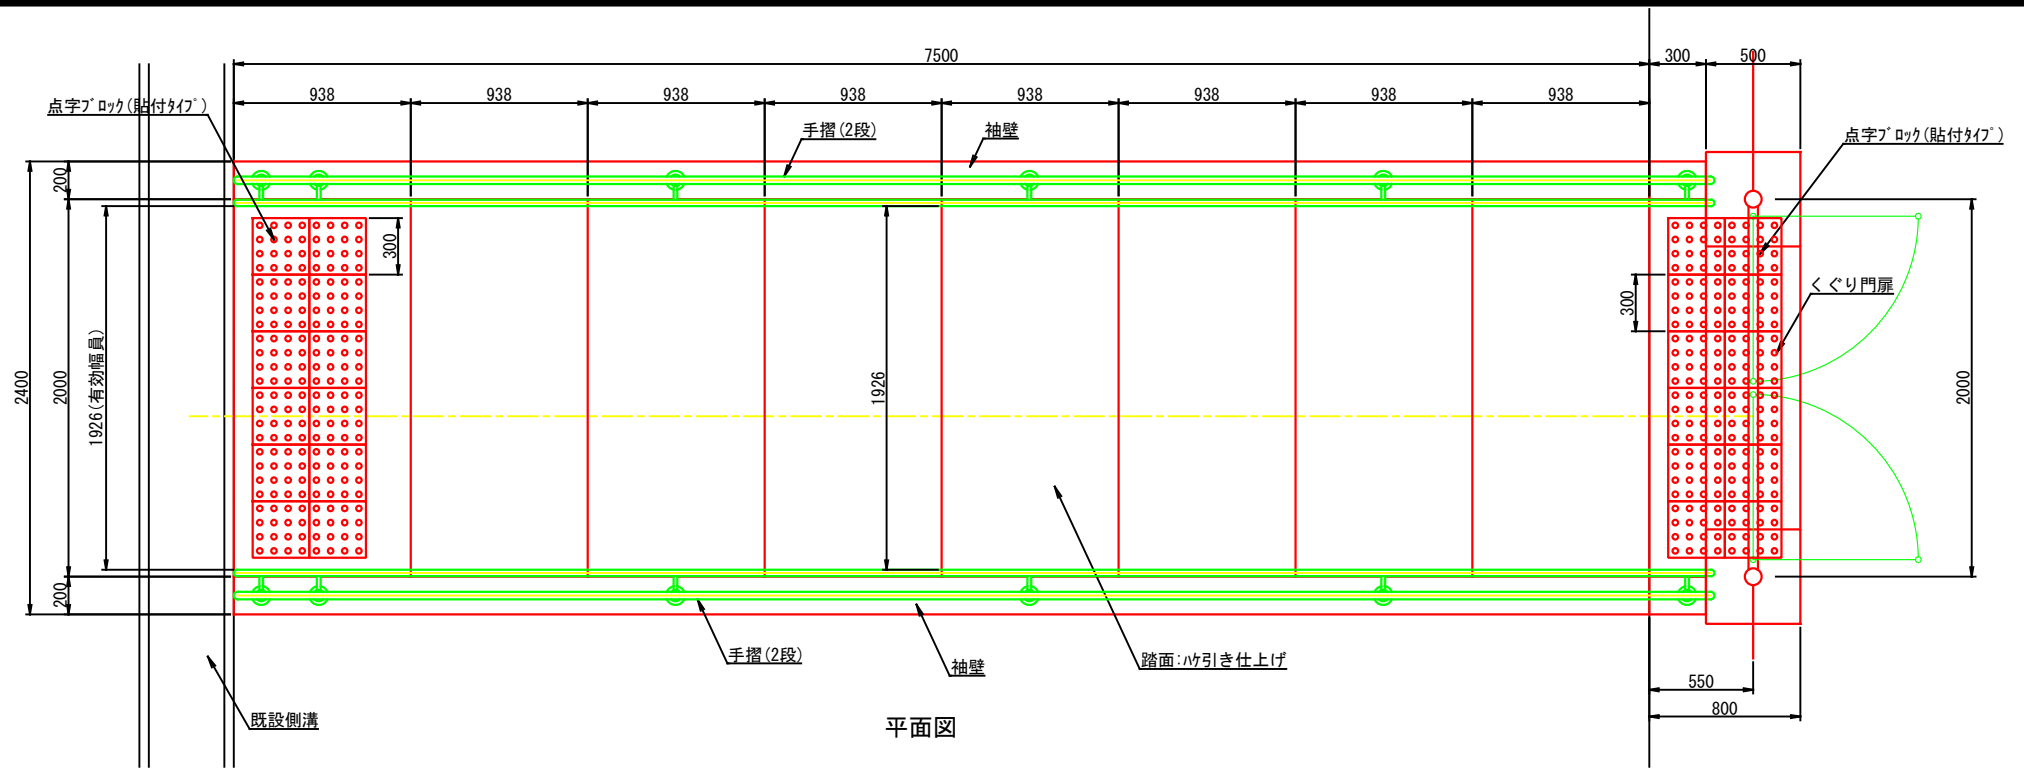 7500
300
500
938
938
938
938
938
938
938
938
点字ﾌﾞﾛｯｸ(貼付ﾀｲﾌﾟ)
手摺(2段)
袖壁
点字ﾌﾞﾛｯｸ(貼付ﾀｲﾌﾟ)
200
300
くぐり門扉
300
2400
2000
1926(有効幅員)
1926
2000
200
手摺(2段)
袖壁
踏面:ﾊｹ引き仕上げ
550
800
既設側溝
平面図